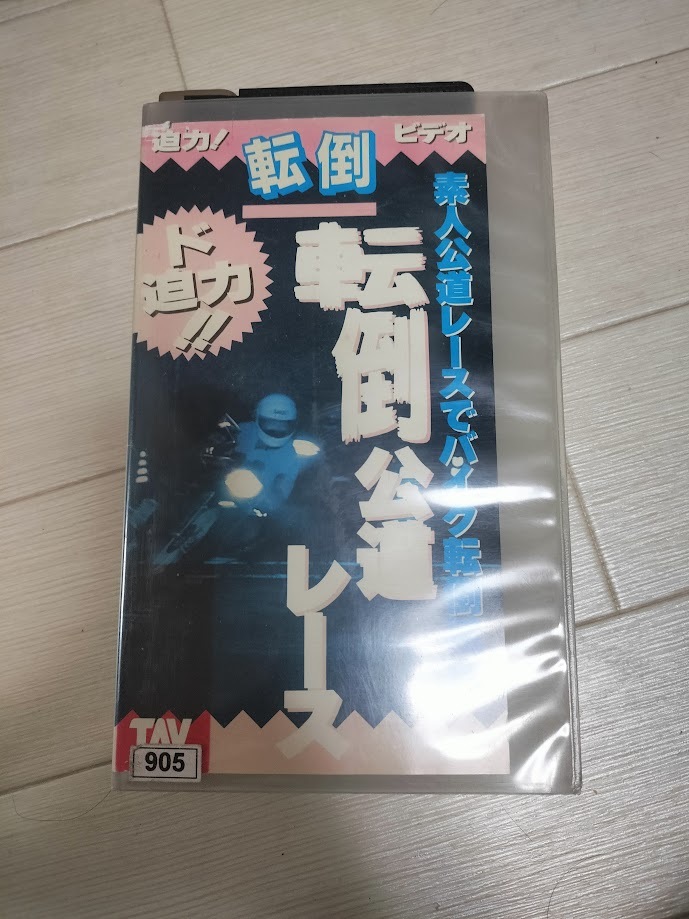 迫力!
転倒
ビデオ
素人公道レースでバイク転倒
ド
迫力!!
転倒公道
レース
TAV
905